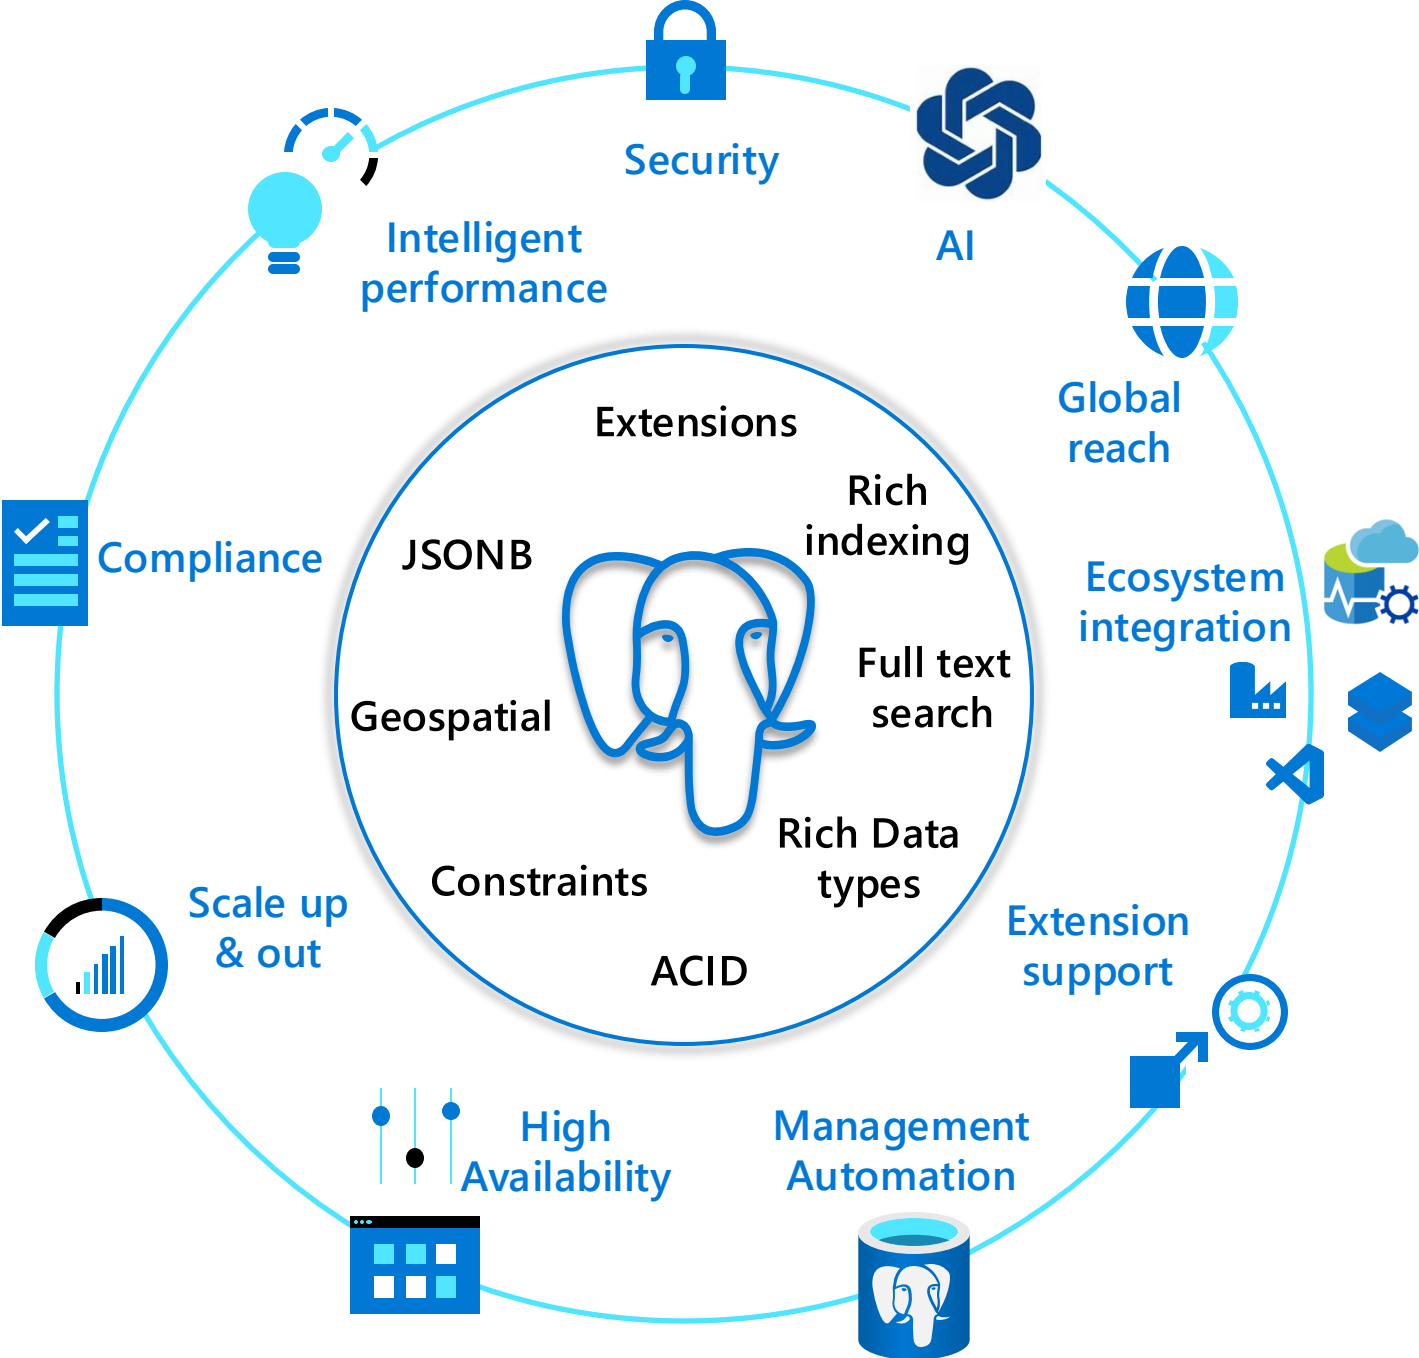 Security
AI
Intelligent
performance
Global
reach
Extensions
Rich
indexing
JSONB
Compliance
Ecosystem
integration
Full text
search
Geospatial
Rich Data
types
Constraints
Scale up
& out
Extension
support
ACID
High
Availability
Management
Automation